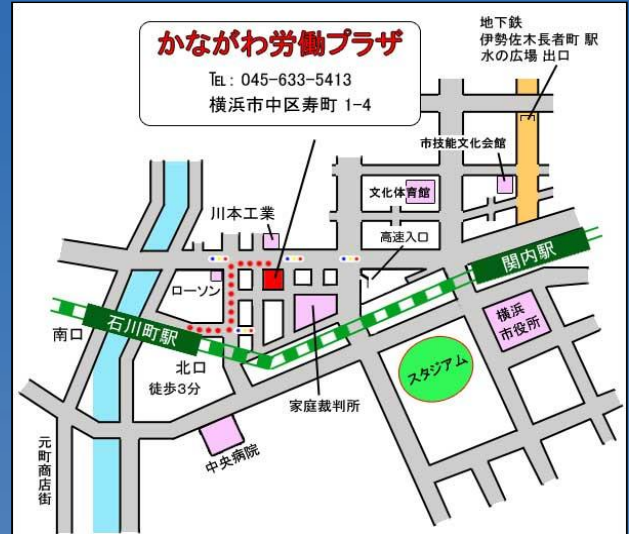 かながわ労働プラザ
℡: 045-633-5413
横浜市中区寿町 1-4
地下鉄
伊勢佐木長者町 駅
水の広場 出口
市技能文化会館
文化体育館
川本工業
高速入口
関内駅
ローソン
横浜
市役所
石川町駅
南口
北口
徒歩3分
スタジアム
家庭裁判所
中央病院
元町商店街